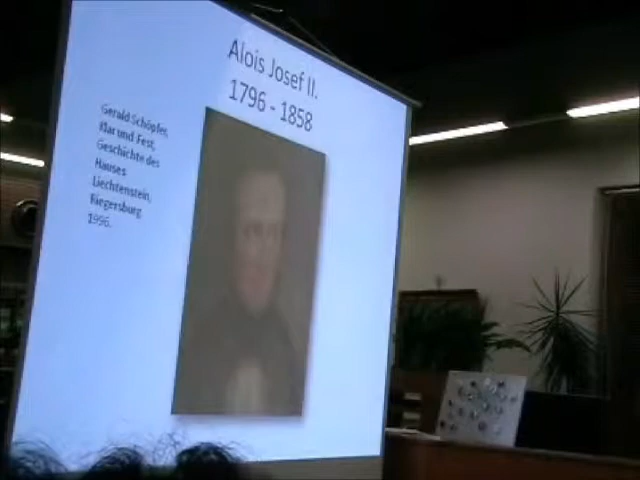 Alois Josef II.
1796 - 1858
Gerald Schöpfer,
Klar und Fest,
Geschichte des
Hauses
Liechtenstein,
Riegersburg
1996.